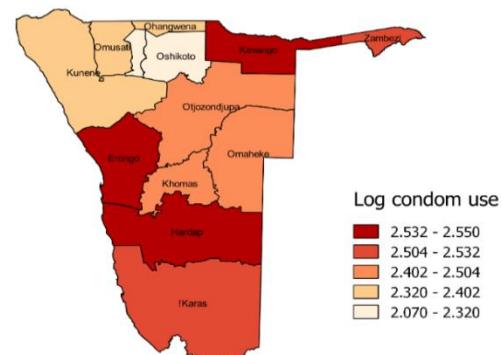 Ohangwena
Omusati
Oshikoto
Kavango
Zambezi
Kunene
Otjozondjupa
Erongo
Omaheke
Khomas
Hardap
!Karas
Log condom use
2.532 - 2.550
2.504 - 2.532
2.402 - 2.504
2.320 - 2.402
2.070 - 2.320